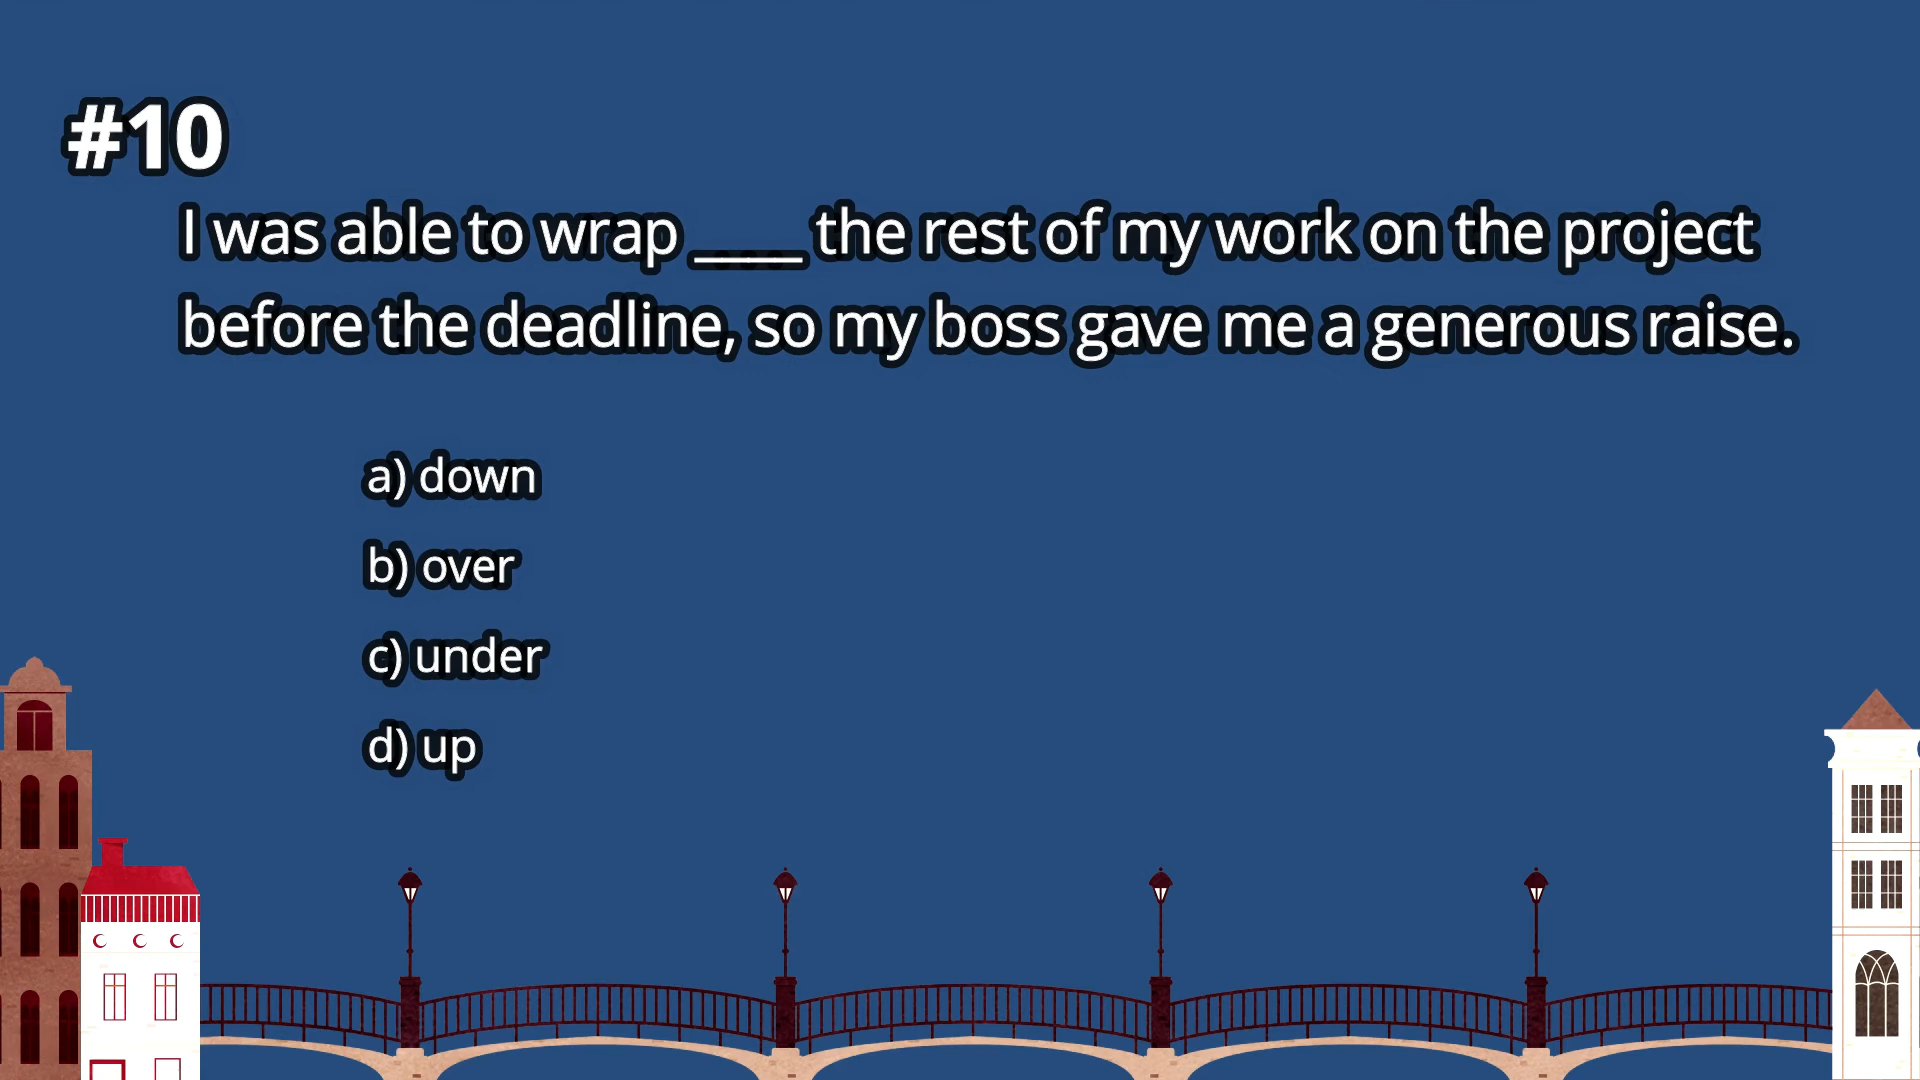 #10
I was able to wrap ____ the rest of my work on the project
before the deadline, so my boss gave me a generous raise.
a) down
b) over
c) under
d) up